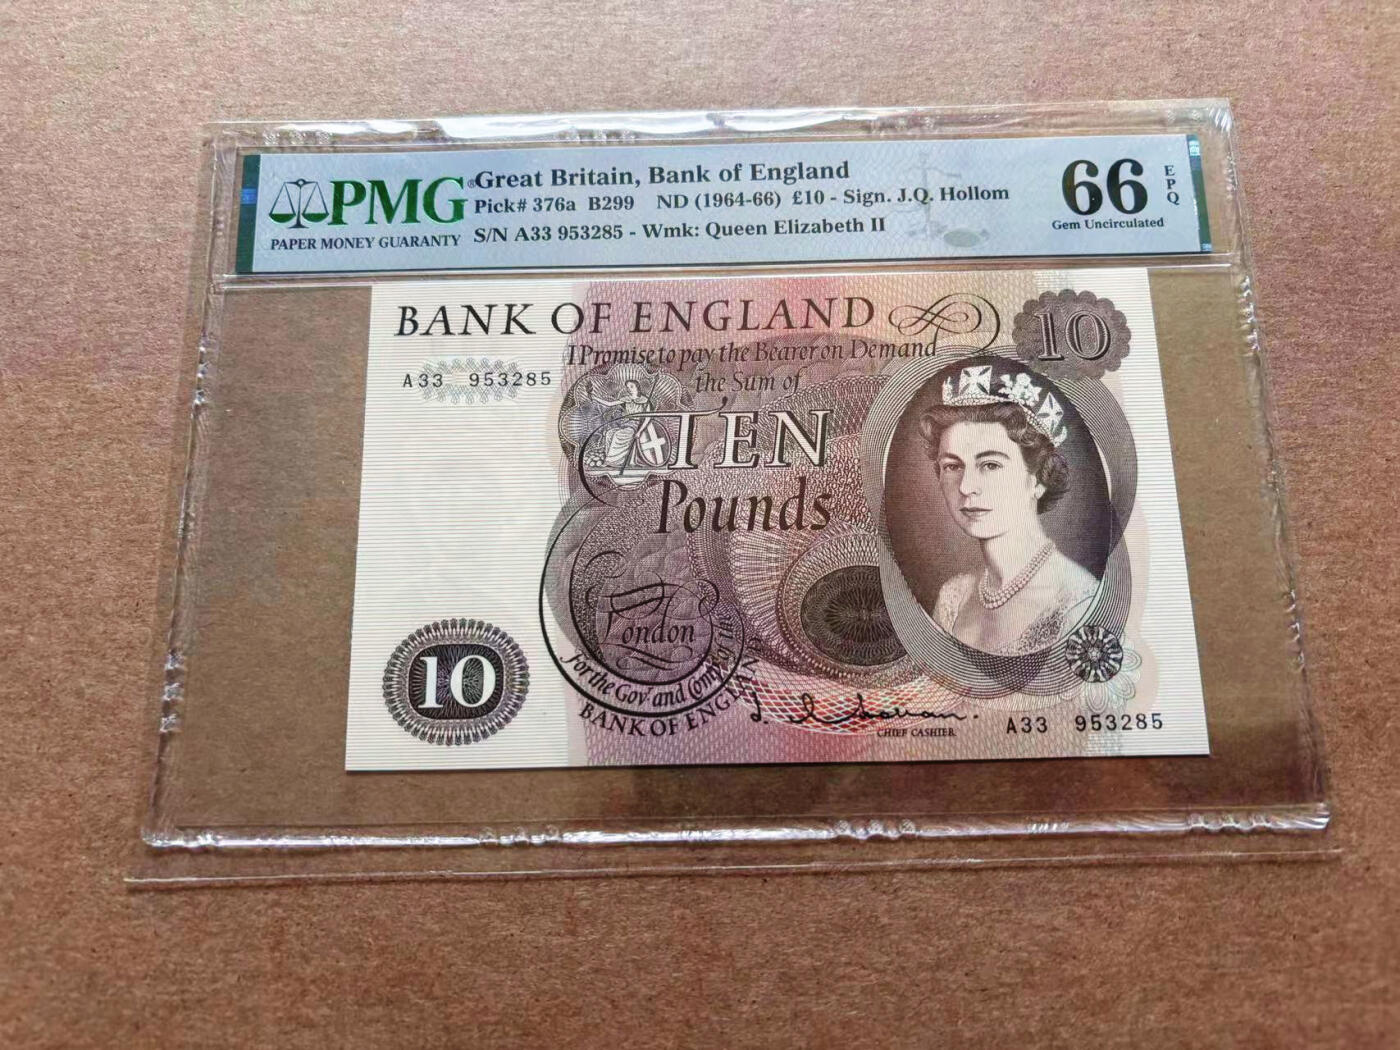 PMG® Great Britain, Bank of England
PAPER MONEY GUARANTY
Pick# 376a B299 ND (1964-66) £10 - Sign. J.Q. Hollom
S/N A33 953285 - Wmk: Queen Elizabeth II
66 EPQ
Gem Uncirculated
BANK OF ENGLAND
10
I Promise to pay the Bearer on Demand
the Sum of
A33 953285
TEN
Pounds
London
For the Govr and Compa of the
BANK OF ENGLAND
10
CHIEF CASHIER
A33 953285